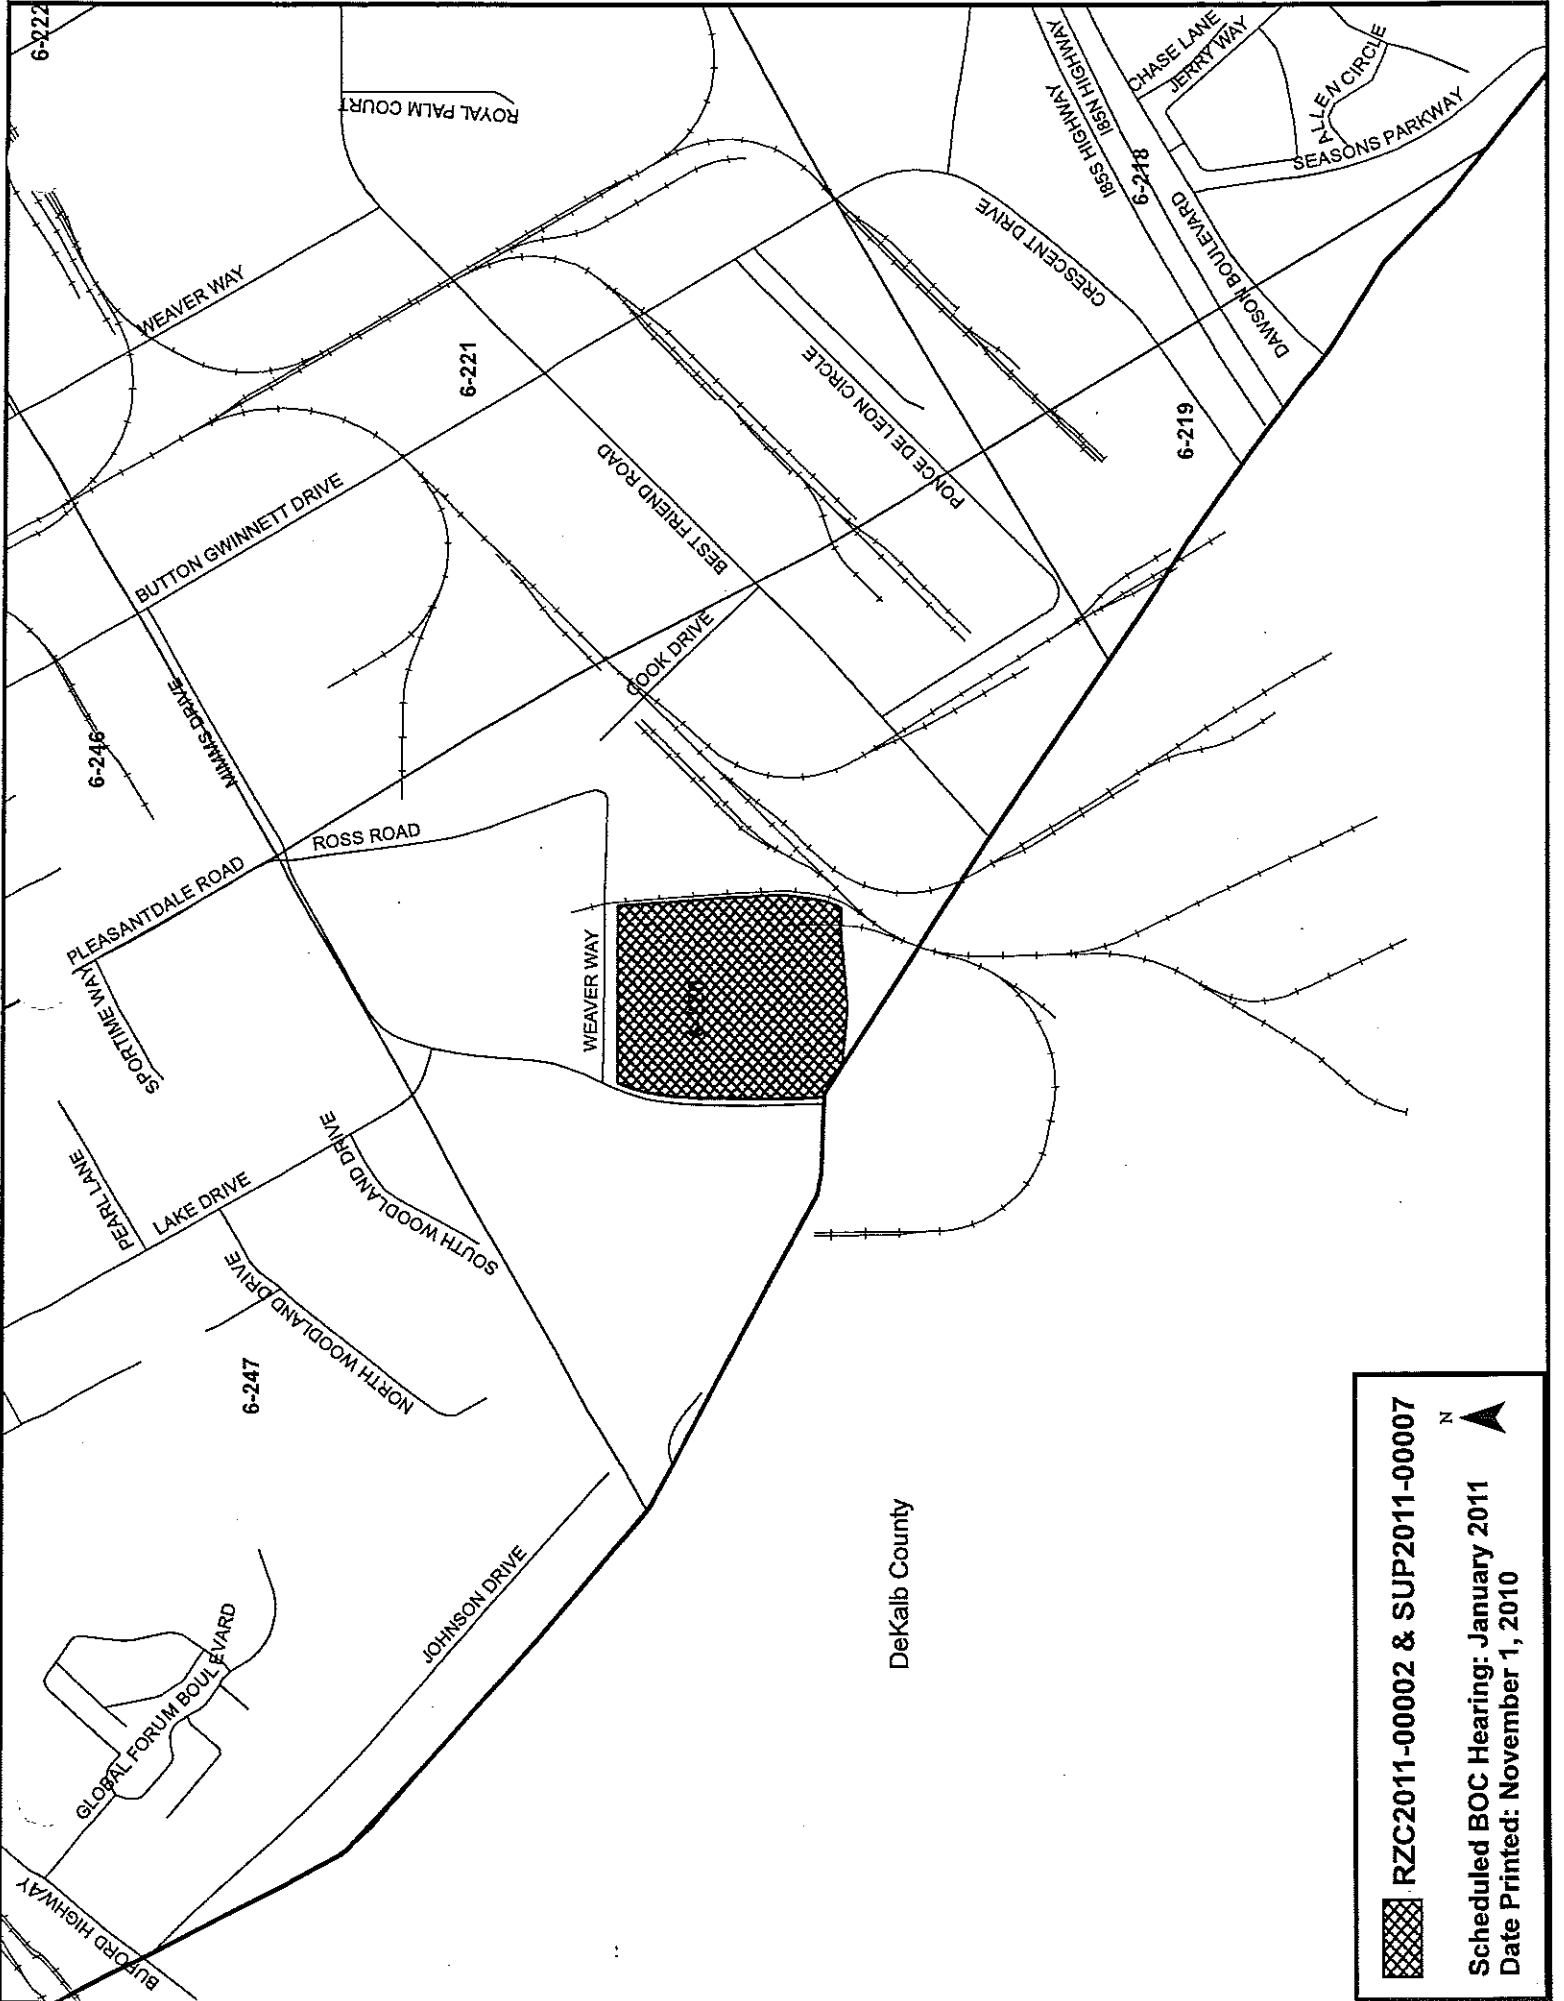 6-222
ROYAL PALM COURT
WEAVER WAY
6-221
BUTTON GWINNETT DRIVE
BEST FRIEND ROAD
PONCE DE LEON CIRCLE
CRESCENT DRIVE
I85N HIGHWAY
I85S HIGHWAY
CHASE LANE
JERRY WAY
ALLEN CIRCLE
SEASONS PARKWAY
6-218
DAWSON BOULEVARD
6-219
COOK DRIVE
MIMMS DRIVE
6-246
PLEASANTDALE ROAD
ROSS ROAD
SPORTIME WAY
WEAVER WAY
PEARL LANE
LAKE DRIVE
SOUTH WOODLAND DRIVE
NORTH WOODLAND DRIVE
6-247
JOHNSON DRIVE
GLOBAL FORUM BOULEVARD
BUFORD HIGHWAY
DeKalb County
RZC2011-00002 & SUP2011-00007
N
Scheduled BOC Hearing: January 2011
Date Printed: November 1, 2010